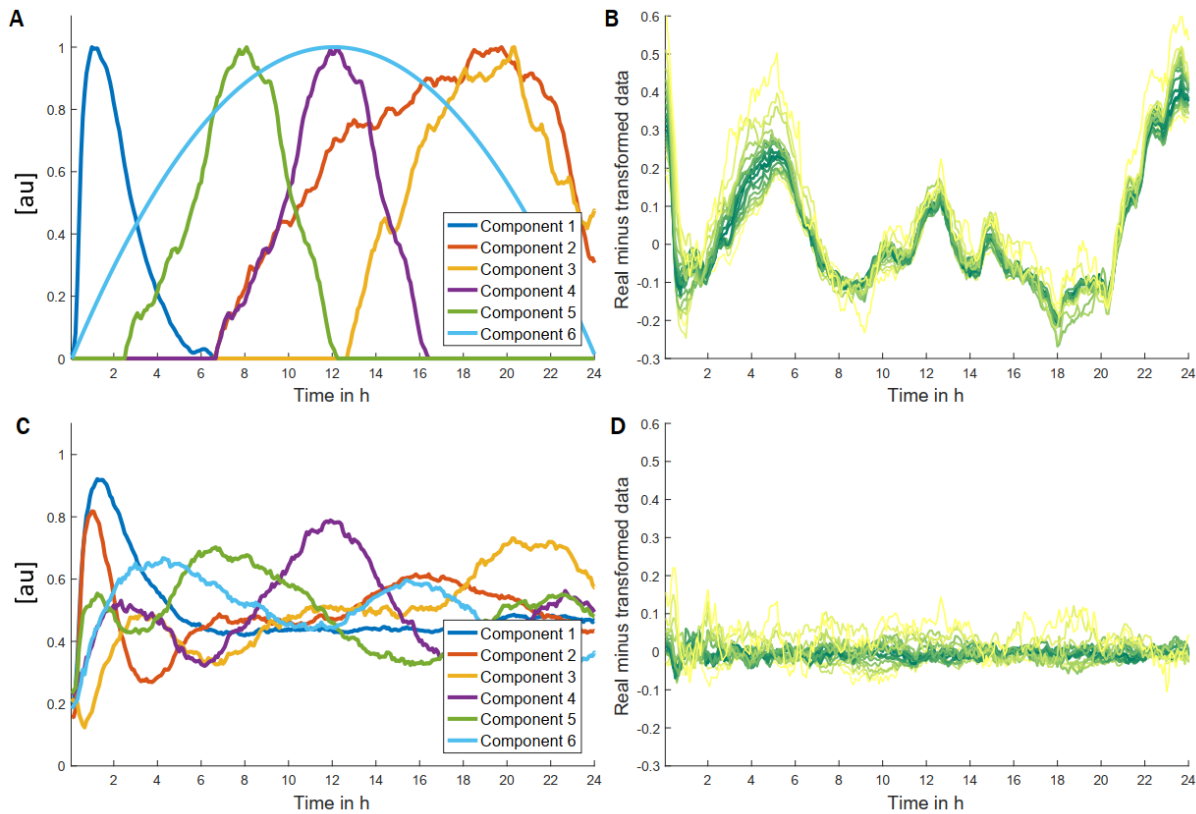 A
1
0.8
0.6
0.4
0.2
0
[au]
2 4 6 8 10 12 14 16 18 20 22 24
Time in h
Component 1
Component 2
Component 3
Component 4
Component 5
Component 6
B
0.6
0.5
0.4
0.3
0.2
0.1
0
-0.1
-0.2
-0.3
Real minus transformed data
2 4 6 8 10 12 14 16 18 20 22 24
Time in h
C
1
0.8
0.6
0.4
0.2
0
[au]
2 4 6 8 10 12 14 16 18 20 22 24
Time in h
Component 1
Component 2
Component 3
Component 4
Component 5
Component 6
D
0.6
0.5
0.4
0.3
0.2
0.1
0
-0.1
-0.2
-0.3
Real minus transformed data
2 4 6 8 10 12 14 16 18 20 22 24
Time in h